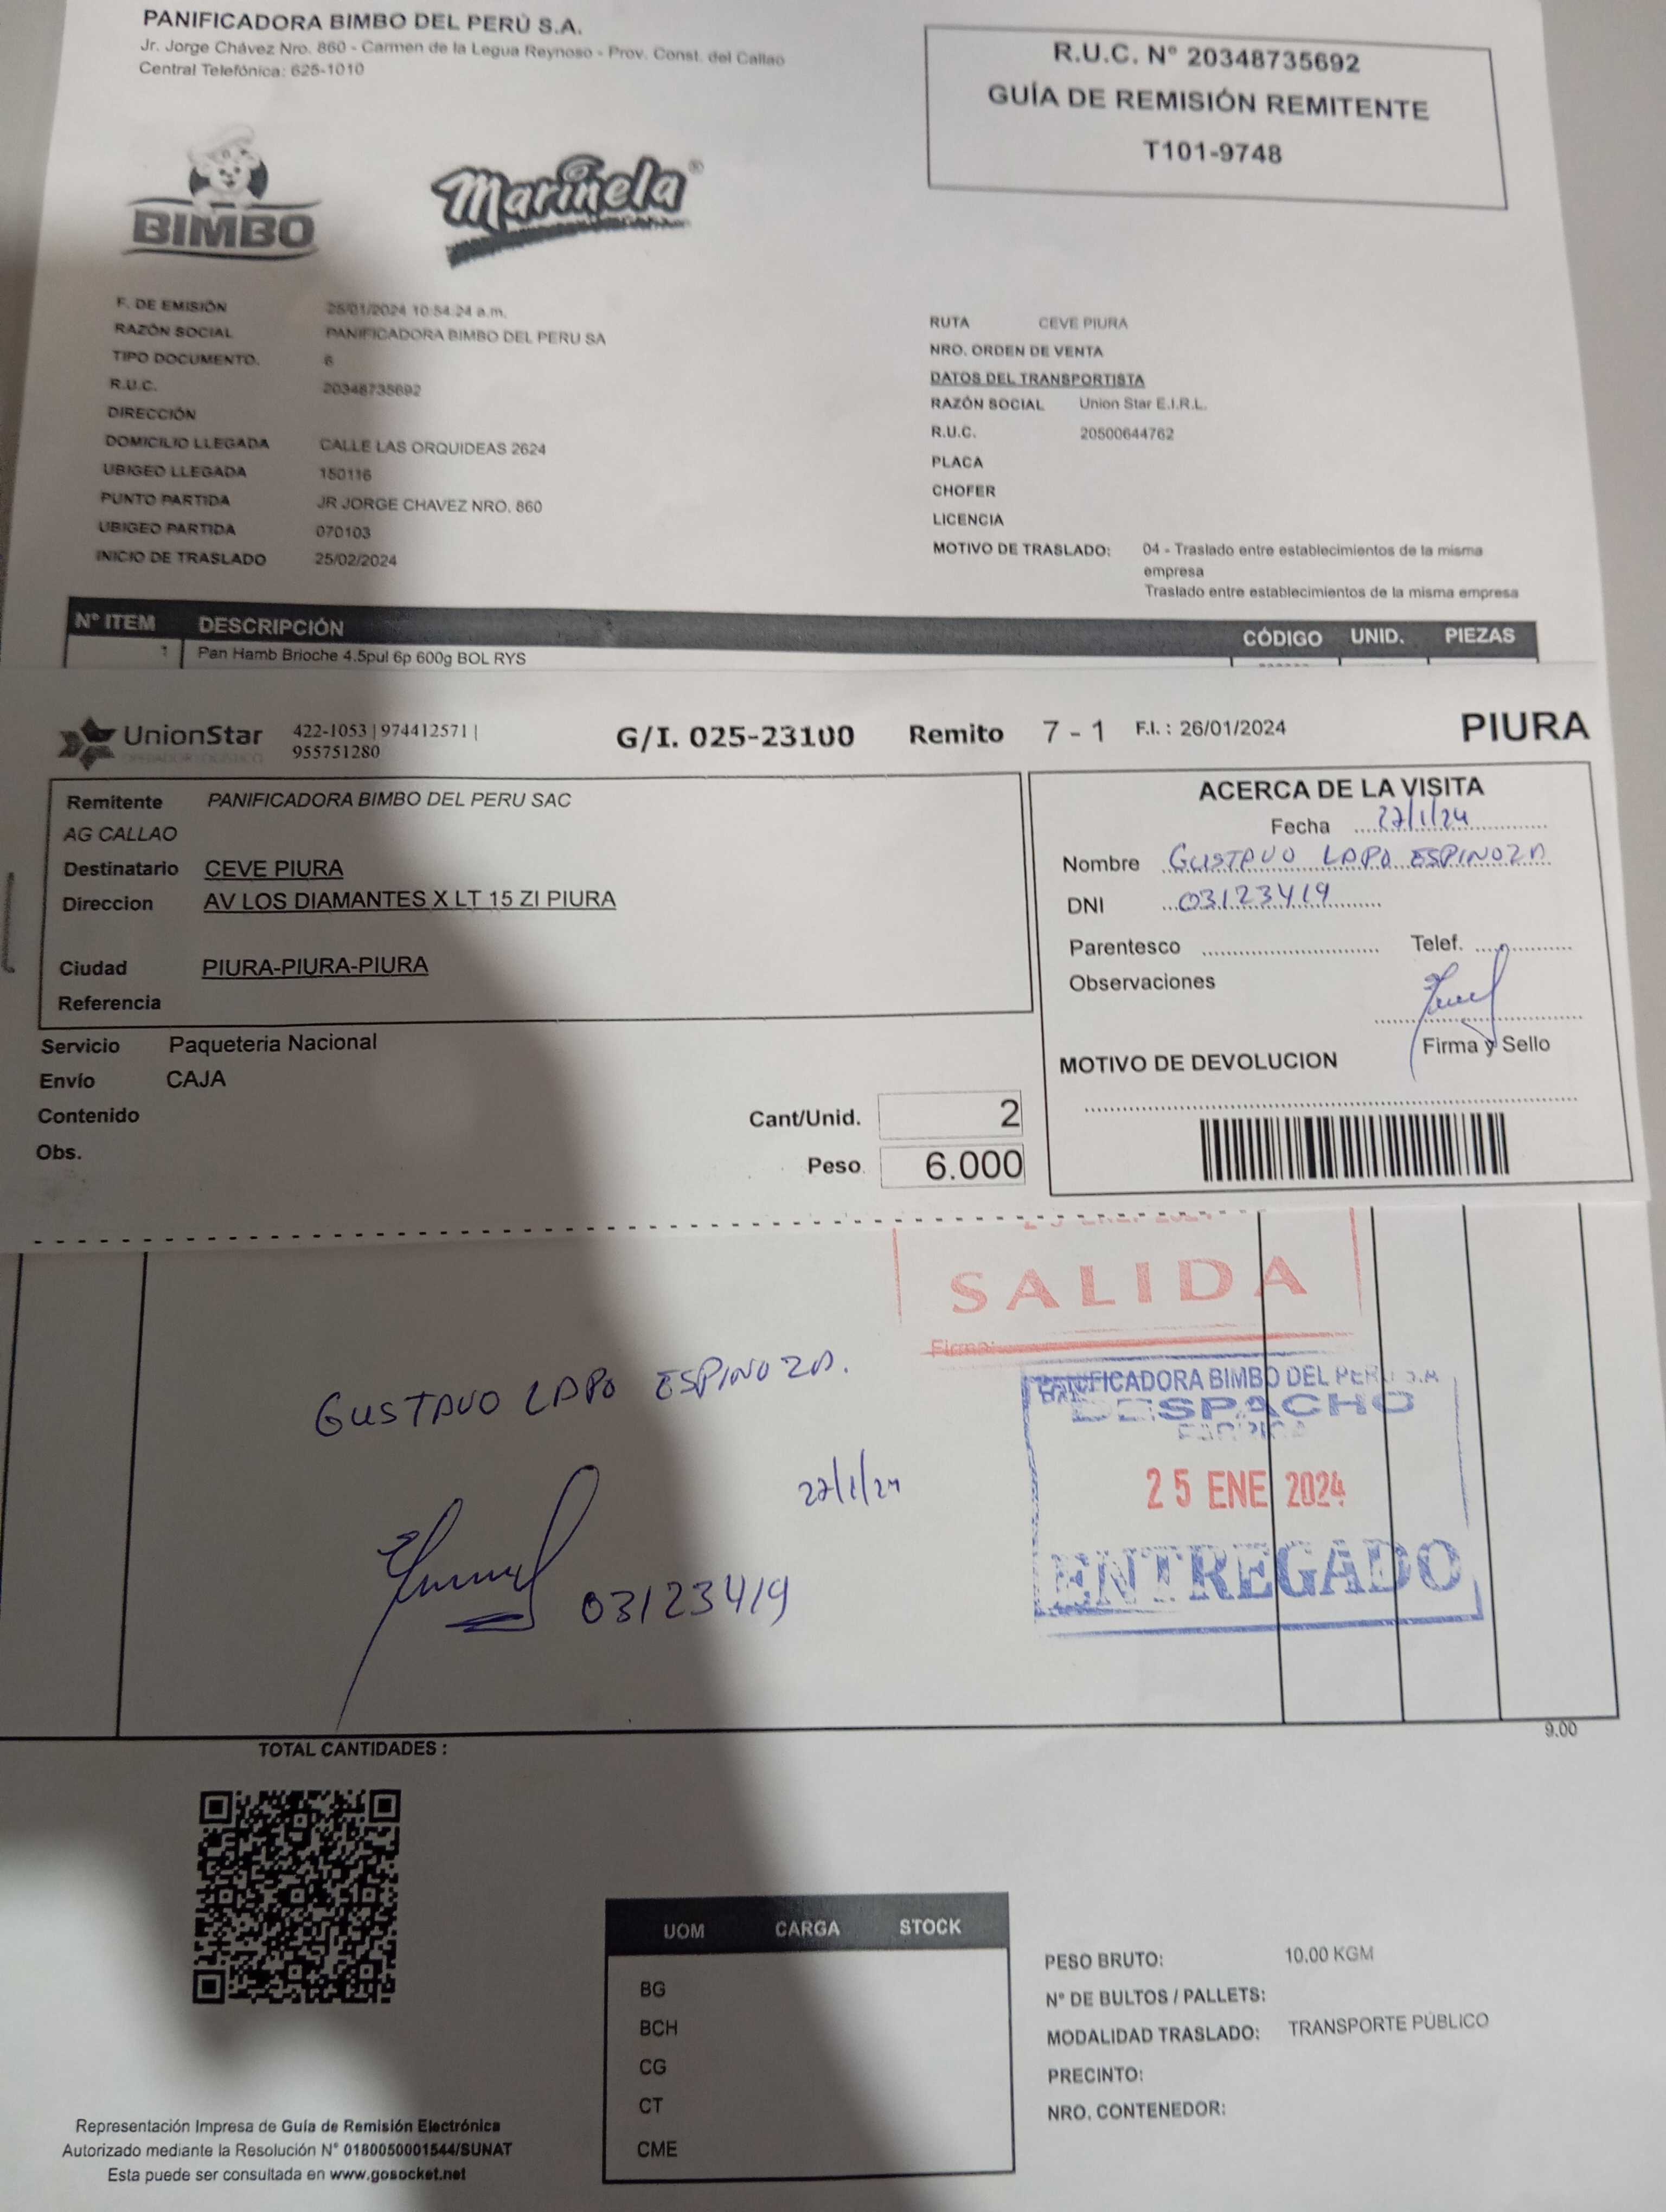 PANIFICADORA BIMBO DEL PERÚ S.A.
Jr. Jorge Chávez Nro. 860 - Carmen de la Legua Reynoso - Prov. Const. del Callao
Central Telefónica: 625-1010
R.U.C. N° 20348735692
GUÍA DE REMISIÓN REMITENTE
T101-9748
BIMBO
Marinela®
F. DE EMISIÓN 25/01/2024 10:54:24 a.m.
RAZÓN SOCIAL PANIFICADORA BIMBO DEL PERU SA
TIPO DOCUMENTO. 6
R.U.C. 20348735692
DIRECCIÓN
DOMICILIO LLEGADA CALLE LAS ORQUIDEAS 2624
UBIGEO LLEGADA 150116
PUNTO PARTIDA JR JORGE CHAVEZ NRO. 860
UBIGEO PARTIDA 070103
INICIO DE TRASLADO 25/02/2024
RUTA CEVE PIURA
NRO. ORDEN DE VENTA
DATOS DEL TRANSPORTISTA
RAZÓN SOCIAL Union Star E.I.R.L.
R.U.C. 20500644762
PLACA
CHOFER
LICENCIA
MOTIVO DE TRASLADO: 04 - Traslado entre establecimientos de la misma
empresa
Traslado entre establecimientos de la misma empresa
N° ITEM DESCRIPCIÓN CÓDIGO UNID. PIEZAS
1 Pan Hamb Brioche 4.5pul 6p 600g BOL RYS
UnionStar
OPERADOR LOGISTICO
422-1053 | 974412571 |
955751280
G/I. 025-23100 Remito 7 - 1 F.I. : 26/01/2024 PIURA
Remitente PANIFICADORA BIMBO DEL PERU SAC
AG CALLAO
Destinatario CEVE PIURA
Direccion AV LOS DIAMANTES X LT 15 ZI PIURA
Ciudad PIURA-PIURA-PIURA
Referencia
Servicio Paqueteria Nacional
Envío CAJA
Contenido
Obs.
Cant/Unid. 2
Peso 6.000
ACERCA DE LA VISITA
Fecha 27/1/24
Nombre GUSTAVO LAPO ESPINOZA
DNI 03123419
Parentesco Telef.
Observaciones
Firma y Sello
MOTIVO DE DEVOLUCION
SALIDA
Firma:
GUSTAVO LAPO ESPINOZA.
27/1/24
03123419
PANIFICADORA BIMBO DEL PERU S.A
DESPACHO
25 ENE 2024
ENTREGADO
9.00
TOTAL CANTIDADES :
UOM CARGA STOCK
BG
BCH
CG
CT
CME
PESO BRUTO: 10.00 KGM
N° DE BULTOS / PALLETS:
MODALIDAD TRASLADO: TRANSPORTE PÚBLICO
PRECINTO:
NRO. CONTENEDOR:
Representación Impresa de Guía de Remisión Electrónica
Autorizado mediante la Resolución N° 0180050001544/SUNAT
Esta puede ser consultada en www.gosocket.net